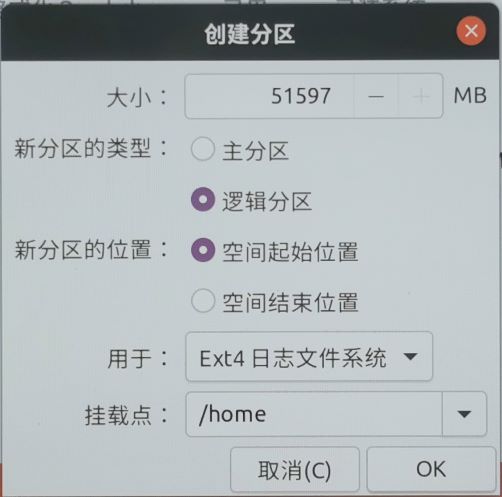 创建分区
大小： 51597 MB
新分区的类型： 主分区
逻辑分区
新分区的位置： 空间起始位置
空间结束位置
用于： Ext4 日志文件系统
挂载点： /home
取消(C) OK